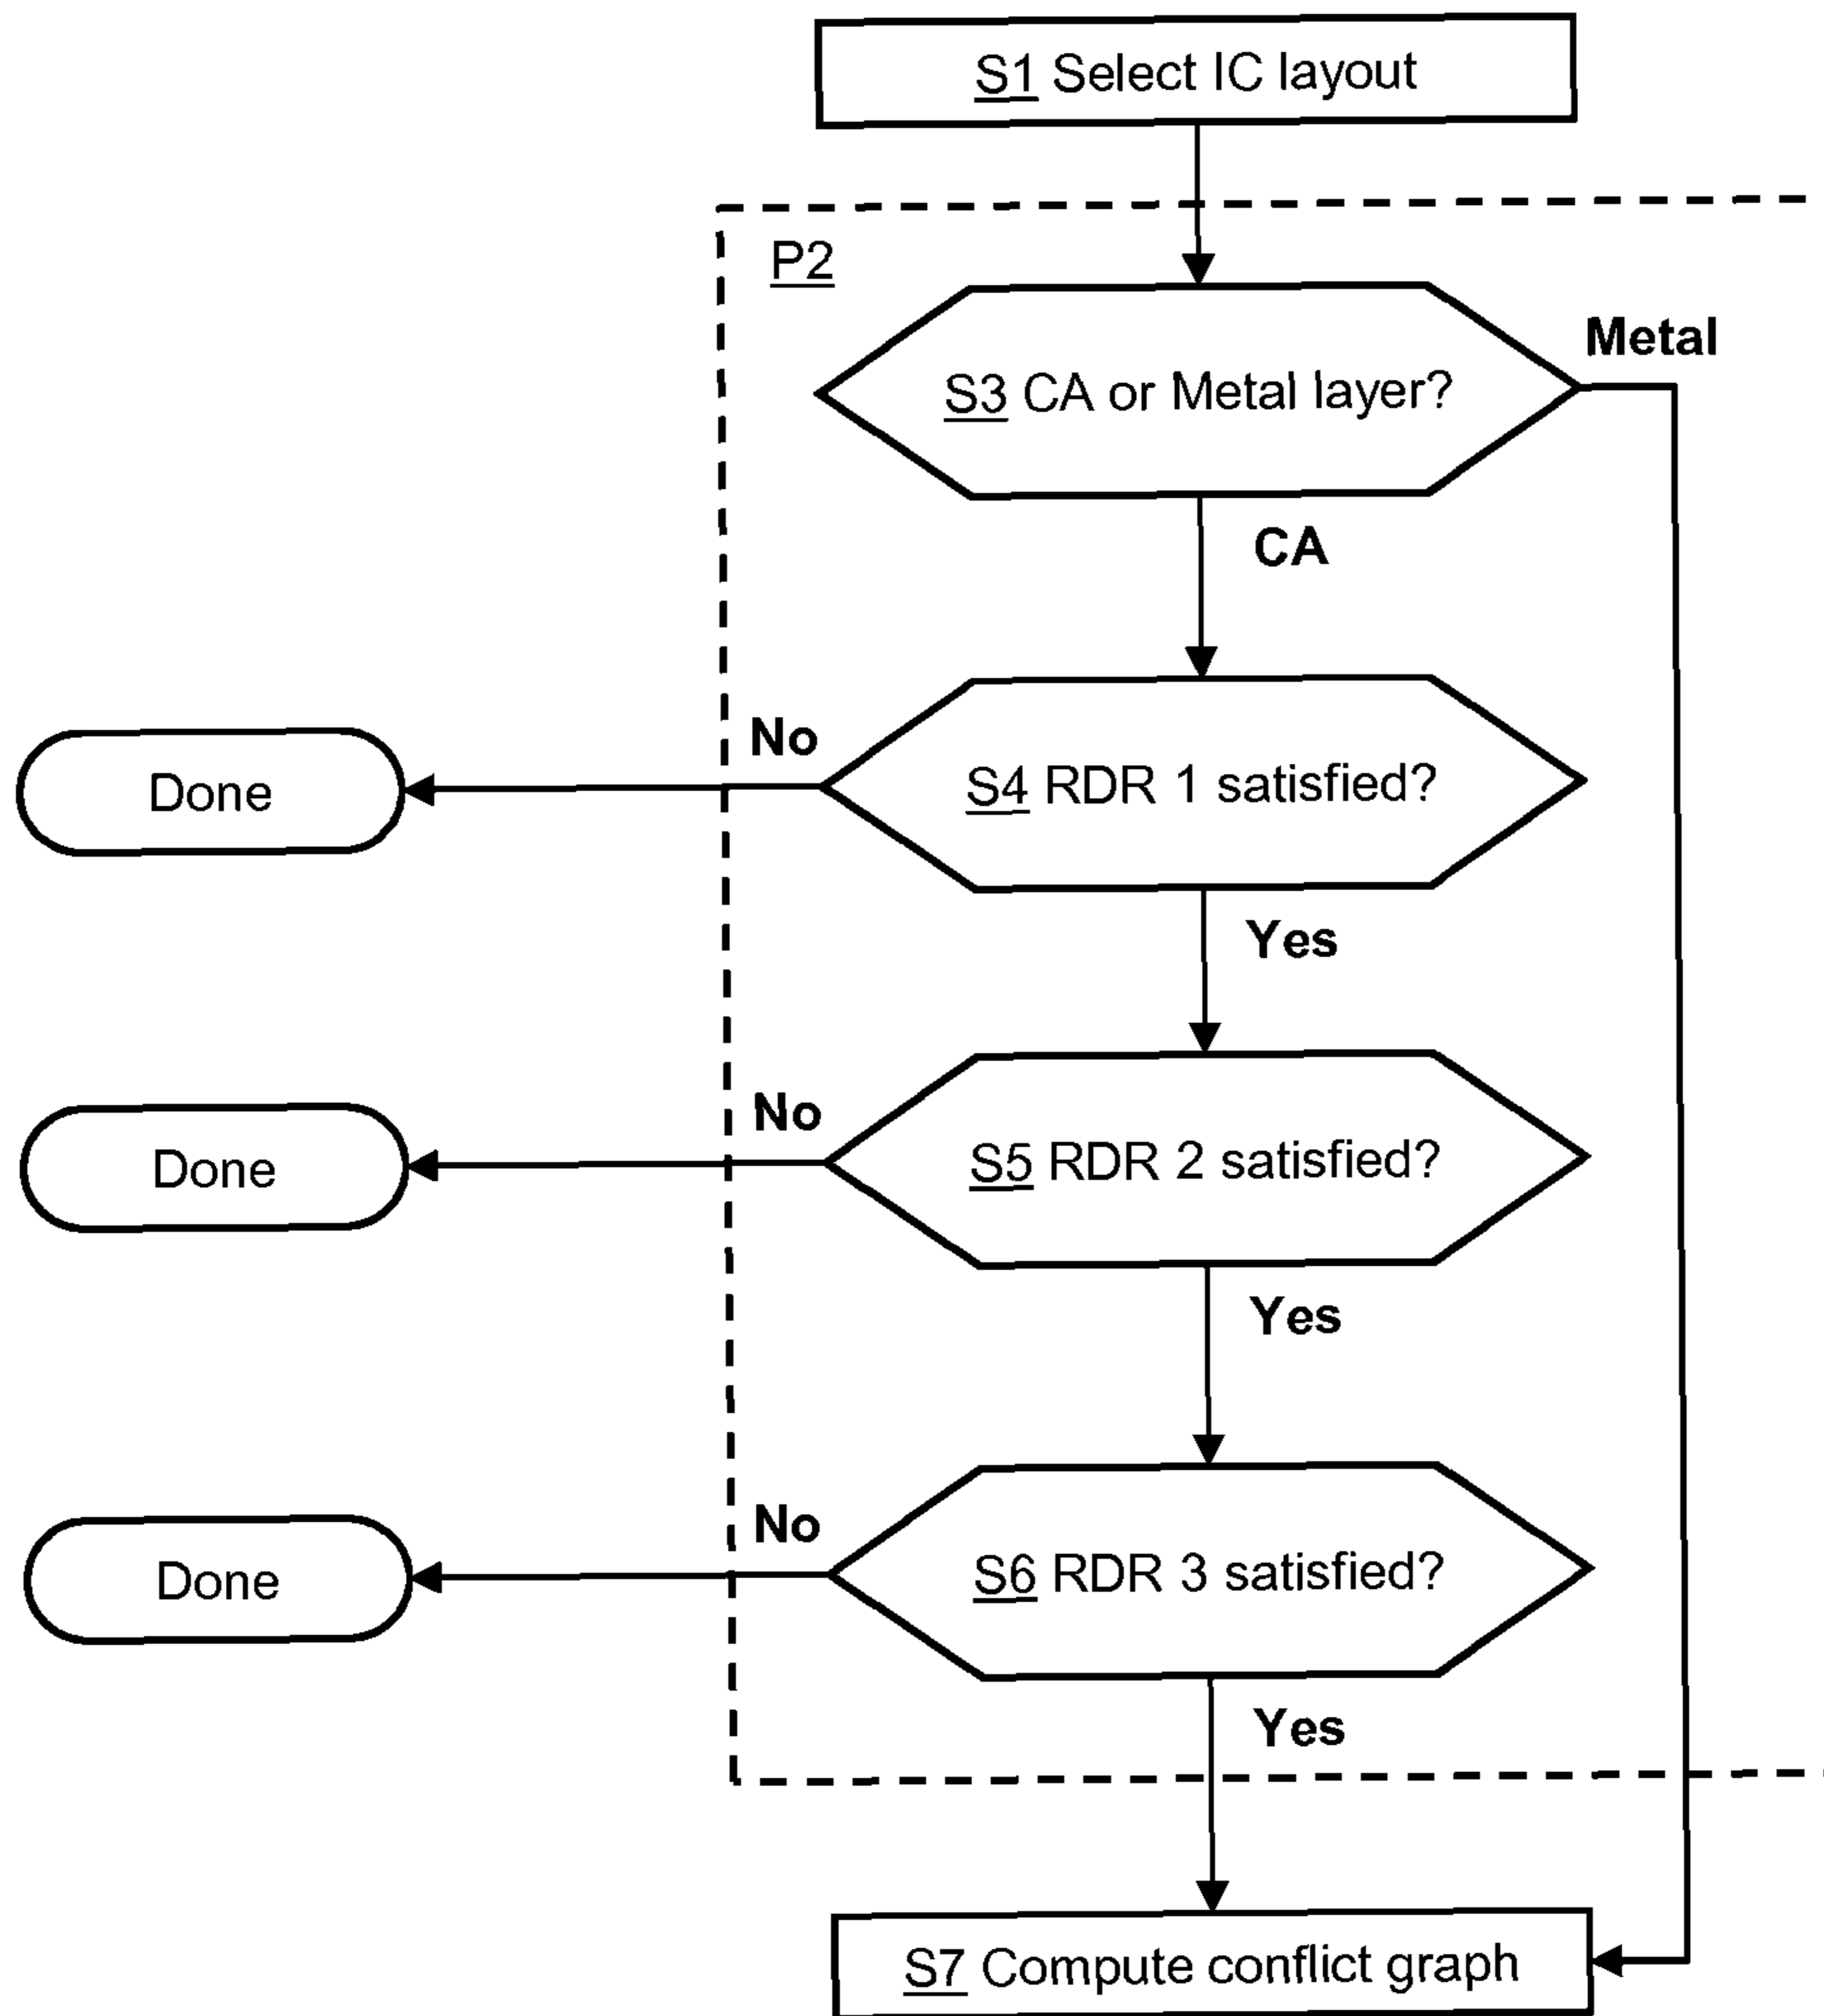 S1 Select IC layout
P2
Metal
S3 CA or Metal layer?
CA
No
Done
S4 RDR 1 satisfied?
Yes
No
Done
S5 RDR 2 satisfied?
Yes
No
Done
S6 RDR 3 satisfied?
Yes
S7 Compute conflict graph